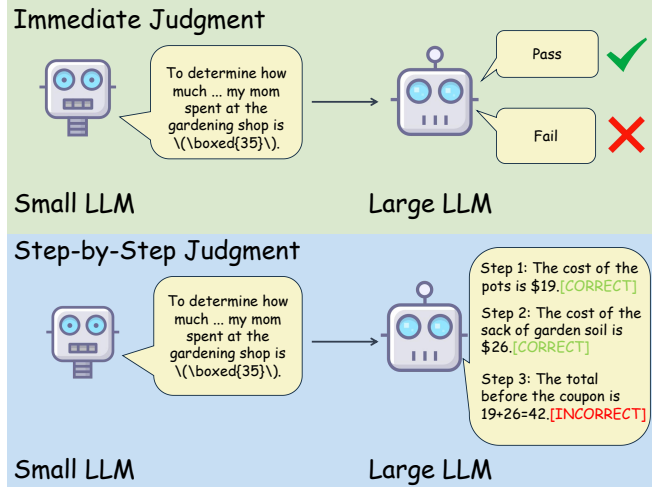 Immediate Judgment
To determine how
much ... my mom
spent at the
gardening shop is
\(\boxed{35}\).
Pass
Fail
Small LLM
Large LLM
Step-by-Step Judgment
To determine how
much ... my mom
spent at the
gardening shop is
\(\boxed{35}\).
Step 1: The cost of the
pots is $19.[CORRECT]
Step 2: The cost of the
sack of garden soil is
$26.[CORRECT]
Step 3: The total
before the coupon is
19+26=42.[INCORRECT]
Small LLM
Large LLM